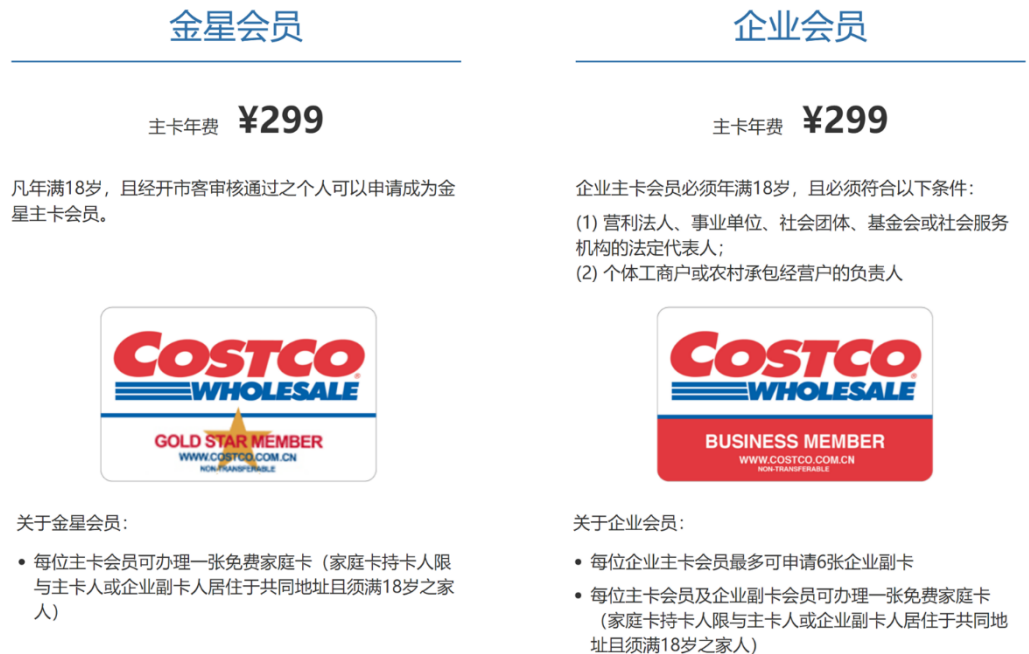 金星会员
主卡年费 ¥299
凡年满18岁，且经开市客审核通过之个人可以申请成为金
星主卡会员。
COSTCO
WHOLESALE
GOLD STAR MEMBER
WWW.COSTCO.COM.CN
NON-TRANSFERABLE
关于金星会员：
• 每位主卡会员可办理一张免费家庭卡（家庭卡持卡人限
与主卡人或企业副卡人居住于共同地址且须满18岁之家
人）
企业会员
主卡年费 ¥299
企业主卡会员必须年满18岁，且必须符合以下条件：
(1) 营利法人、事业单位、社会团体、基金会或社会服务
机构的法定代表人；
(2) 个体工商户或农村承包经营户的负责人
COSTCO
WHOLESALE
BUSINESS MEMBER
WWW.COSTCO.COM.CN
NON-TRANSFERABLE
关于企业会员：
• 每位企业主卡会员最多可申请6张企业副卡
• 每位主卡会员及企业副卡会员可办理一张免费家庭卡
（家庭卡持卡人限与主卡人或企业副卡人居住于共同地
址且须满18岁之家人）